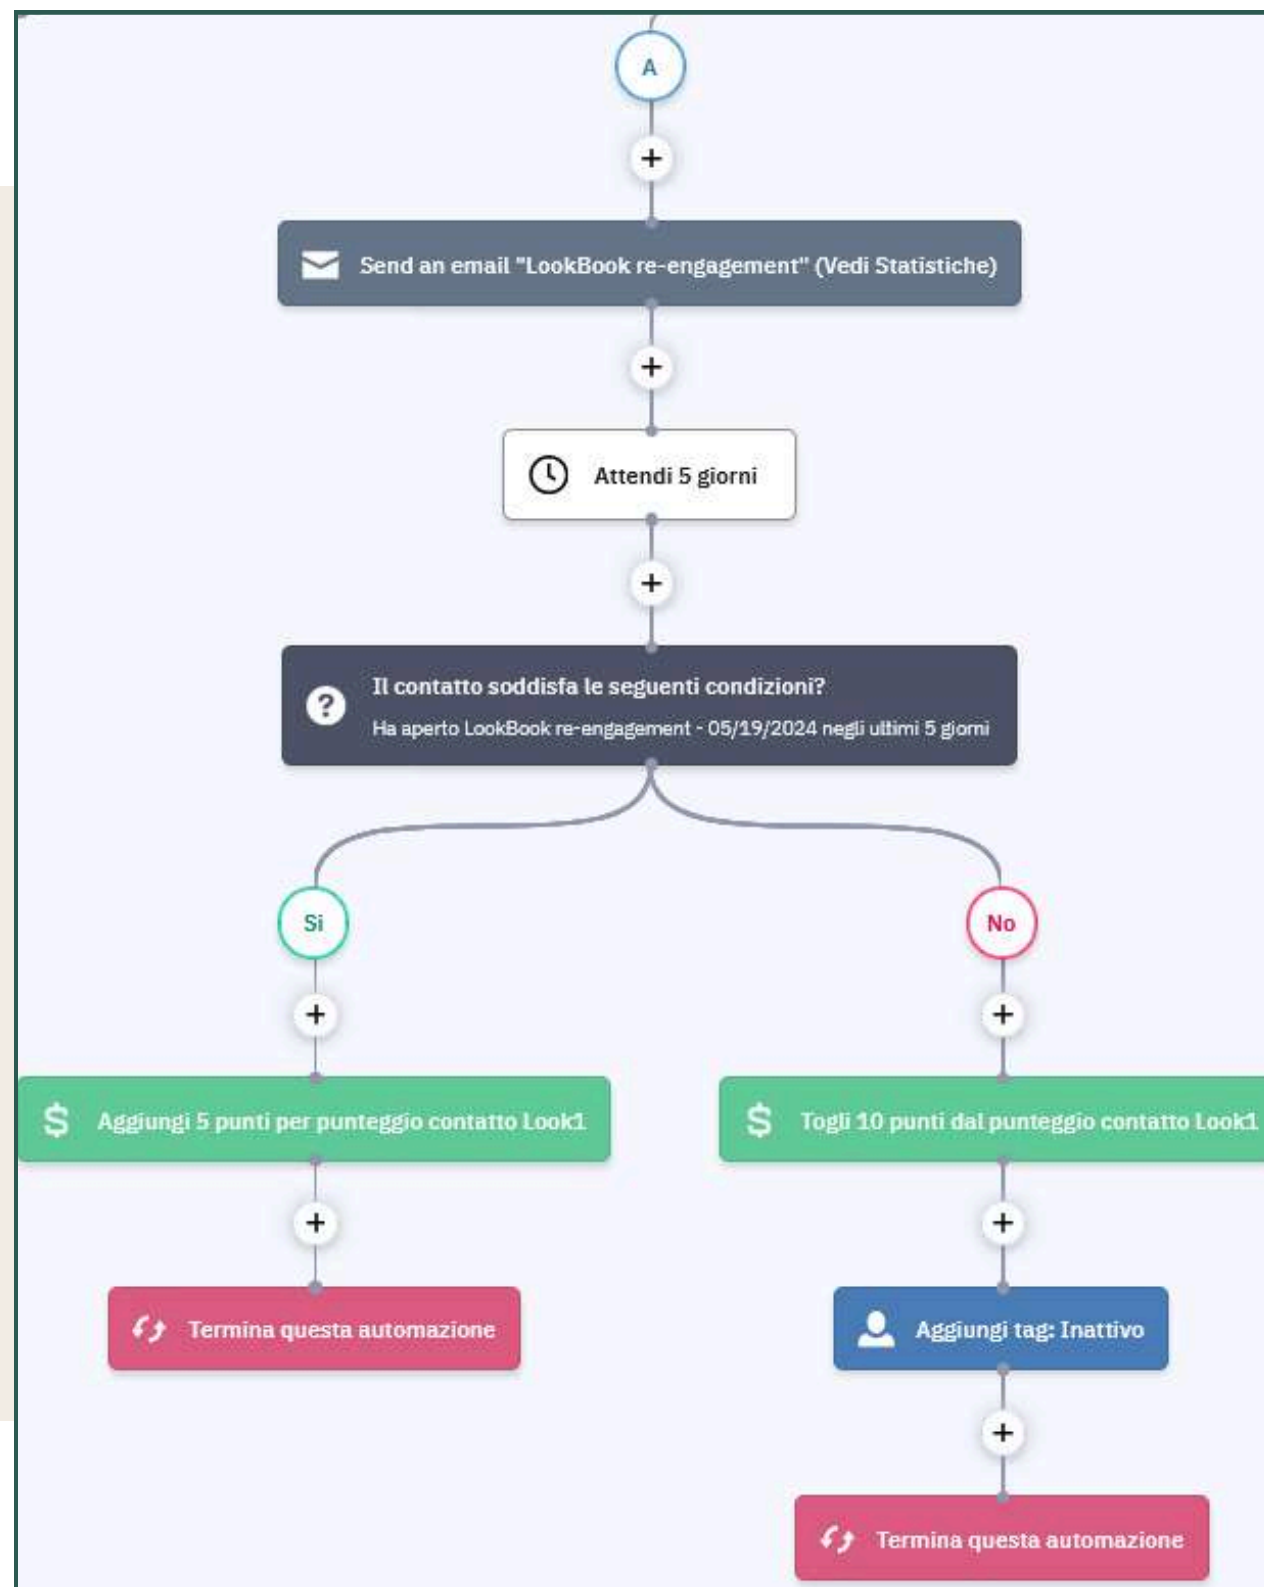 A
Send an email "LookBook re-engagement" (Vedi Statistiche)
Attendi 5 giorni
Il contatto soddisfa le seguenti condizioni?
Ha aperto LookBook re-engagement - 05/19/2024 negli ultimi 5 giorni
Si
No
Aggiungi 5 punti per punteggio contatto Look1
Togli 10 punti dal punteggio contatto Look1
Termina questa automazione
Aggiungi tag: Inattivo
Termina questa automazione